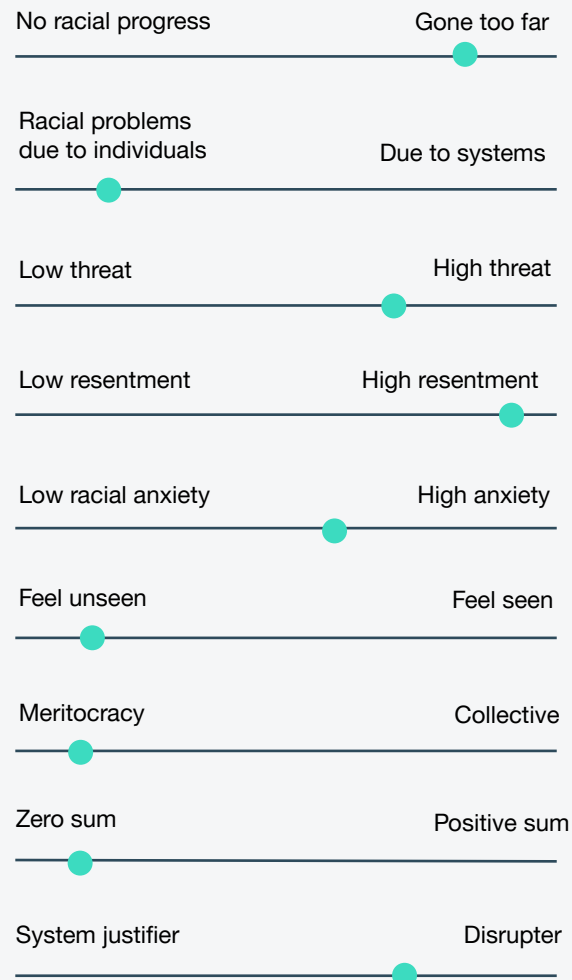 No racial progress
Gone too far
Racial problems
due to individuals
Due to systems
Low threat
High threat
Low resentment
High resentment
Low racial anxiety
High anxiety
Feel unseen
Feel seen
Meritocracy
Collective
Zero sum
Positive sum
System justifier
Disrupter